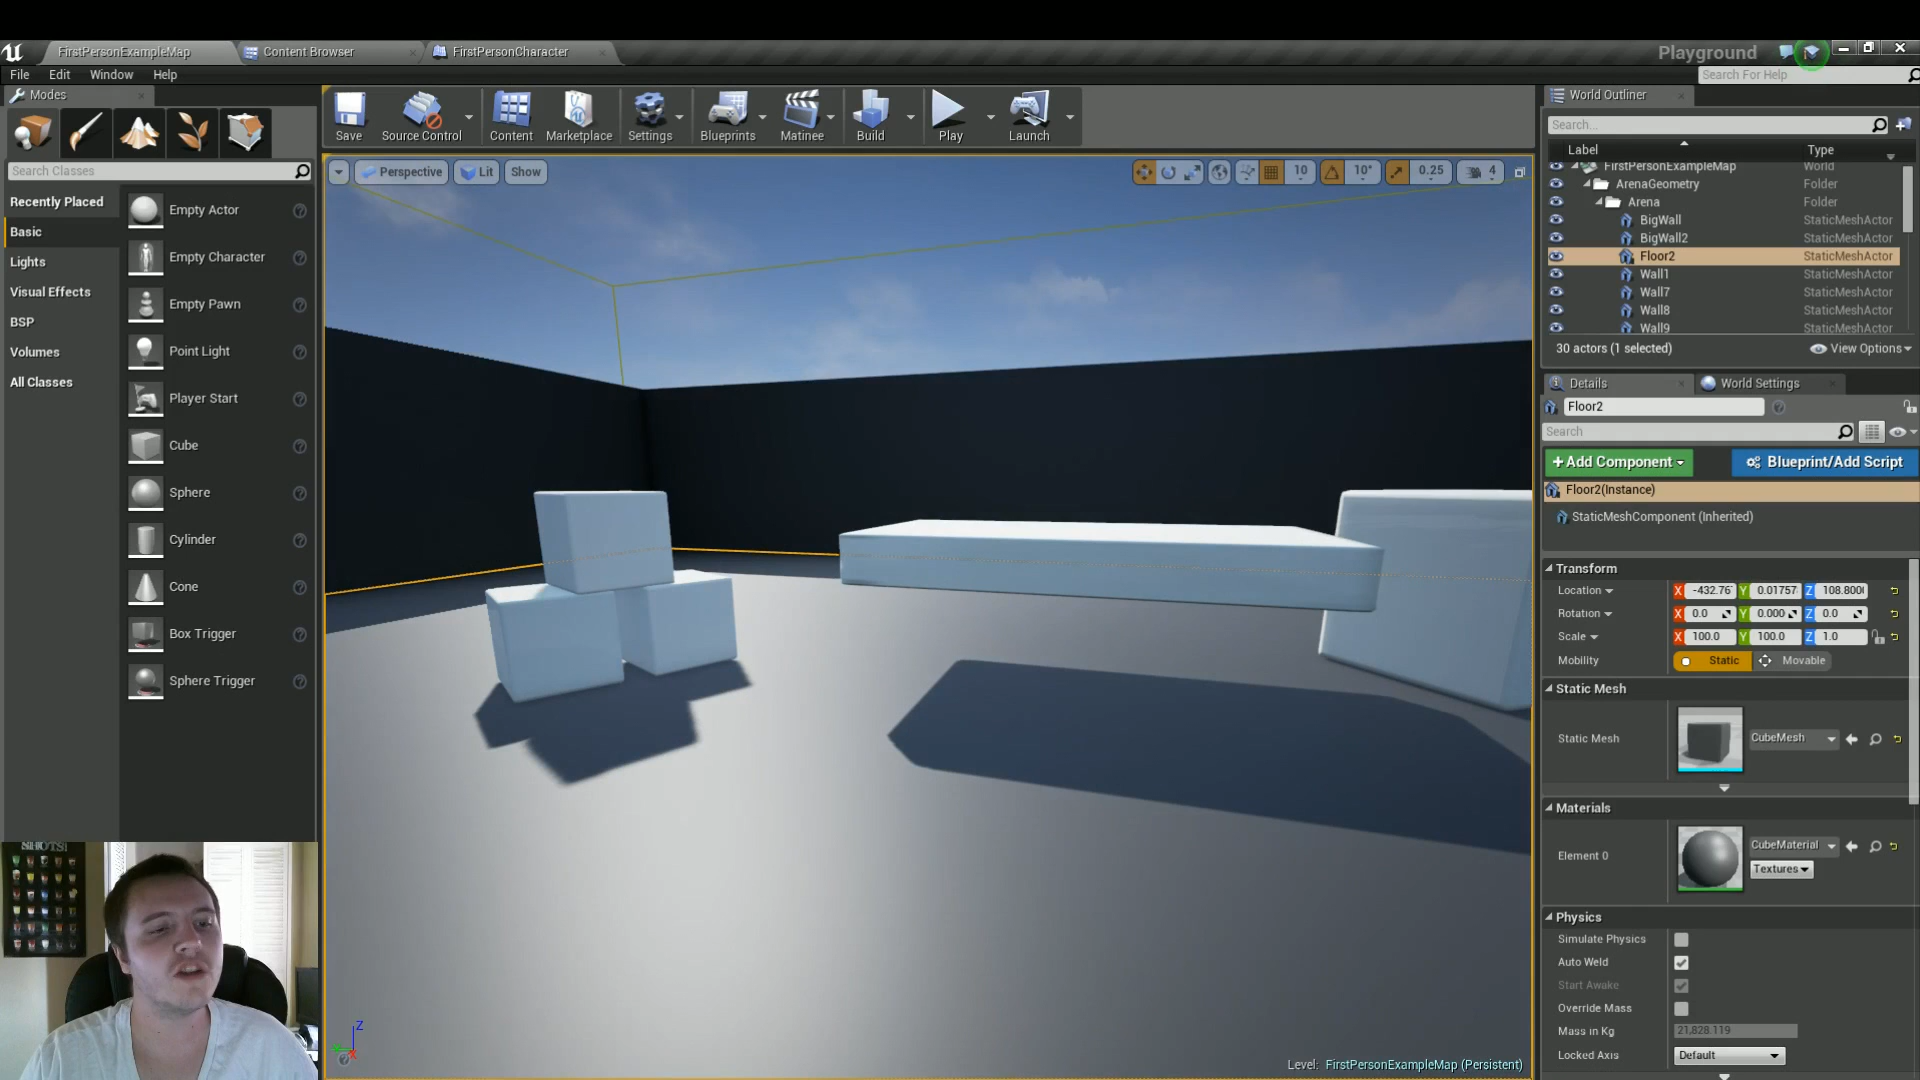 FirstPersonExampleMap
Content Browser
FirstPersonCharacter
Playground
File Edit Window Help
Search For Help
Modes
Save
Source Control
Content
Marketplace
Settings
Blueprints
Matinee
Build
Play
Launch
Search Classes
Recently Placed
Basic
Lights
Visual Effects
BSP
Volumes
All Classes
Empty Actor
Empty Character
Empty Pawn
Point Light
Player Start
Cube
Sphere
Cylinder
Cone
Box Trigger
Sphere Trigger
Perspective
Lit
Show
10
10°
0.25
4
Level: FirstPersonExampleMap (Persistent)
Z
SHOTS!
World Outliner
Search...
Label Type
FirstPersonExampleMap World
ArenaGeometry Folder
Arena Folder
BigWall StaticMeshActor
BigWall2 StaticMeshActor
Floor2 StaticMeshActor
Wall1 StaticMeshActor
Wall7 StaticMeshActor
Wall8 StaticMeshActor
Wall9 StaticMeshActor
30 actors (1 selected)
View Options
Details
World Settings
Floor2
Search
+Add Component
Blueprint/Add Script
Floor2(Instance)
StaticMeshComponent (Inherited)
Transform
Location X -432.76 Y 0.01757 Z 108.800
Rotation X 0.0 Y 0.000 Z 0.0
Scale X 100.0 Y 100.0 Z 1.0
Mobility Static Movable
Static Mesh
Static Mesh CubeMesh
Materials
Element 0 CubeMaterial
Textures
Physics
Simulate Physics
Auto Weld
Start Awake
Override Mass
Mass in Kg 21,828.119
Locked Axis Default